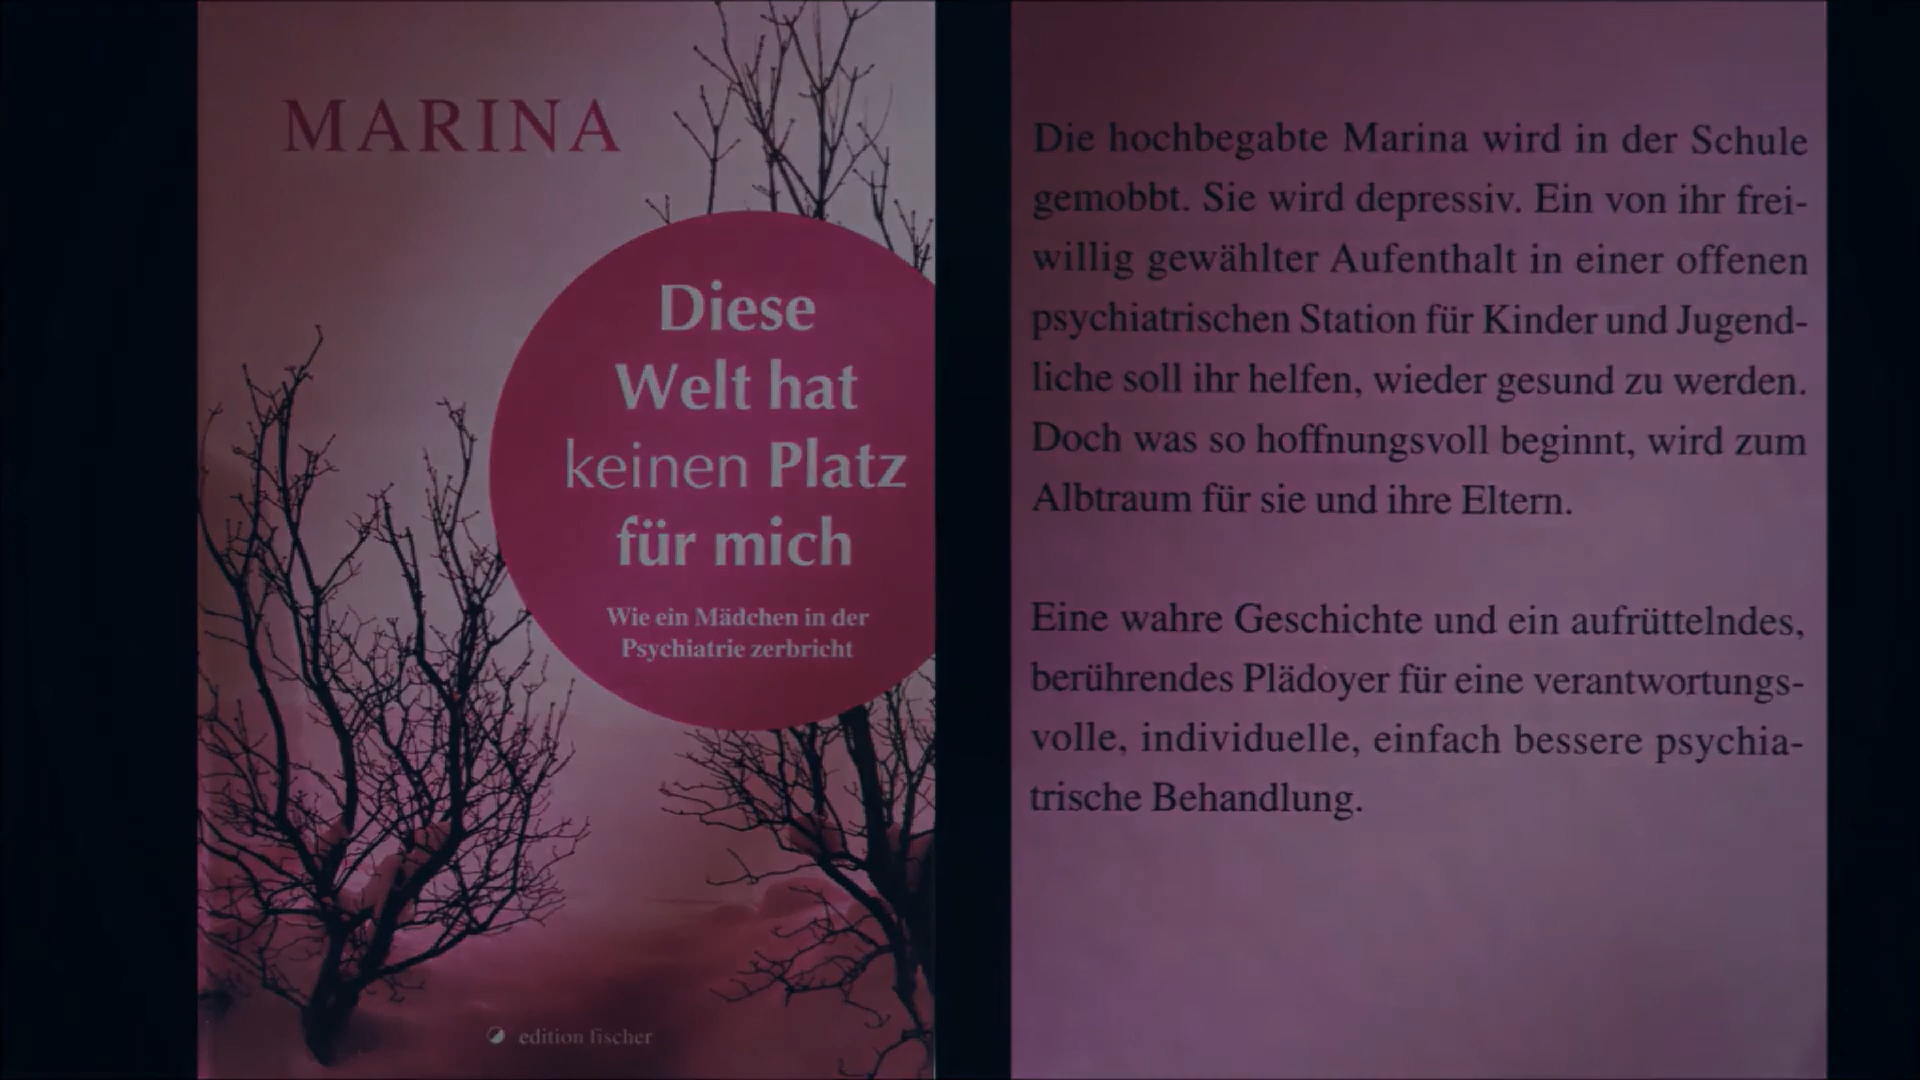 MARINA
Diese
Welt hat
keinen Platz
für mich
Wie ein Mädchen in der
Psychiatrie zerbricht
edition fischer
Die hochbegabte Marina wird in der Schule
gemobbt. Sie wird depressiv. Ein von ihr frei-
willig gewählter Aufenthalt in einer offenen
psychiatrischen Station für Kinder und Jugend-
liche soll ihr helfen, wieder gesund zu werden.
Doch was so hoffnungsvoll beginnt, wird zum
Albtraum für sie und ihre Eltern.
Eine wahre Geschichte und ein aufrüttelndes,
berührendes Plädoyer für eine verantwortungs-
volle, individuelle, einfach bessere psychia-
trische Behandlung.